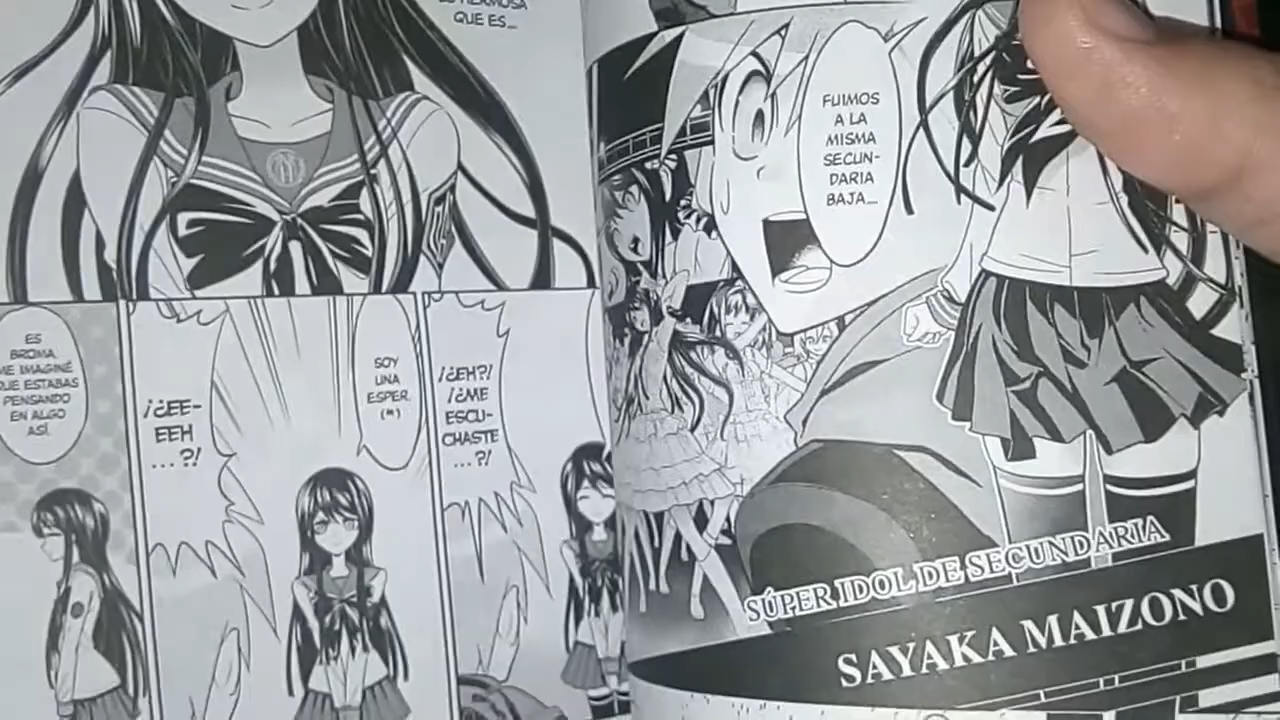 FUIMOS
A LA
MISMA
SECUN-
DARIA
BAJA...
SÚPER IDOL DE SECUNDARIA
SAYAKA MAIZONO
HERMOSA
QUE ES...
¡¿EH?!
¡¿ME
ESCU-
CHASTE
...?!
SOY
UNA
ESPER.
(*)
¡¿EE-
EEH
...?!
ES
BROMA.
ME IMAGINÉ
QUE ESTABAS
PENSANDO
EN ALGO
ASÍ.